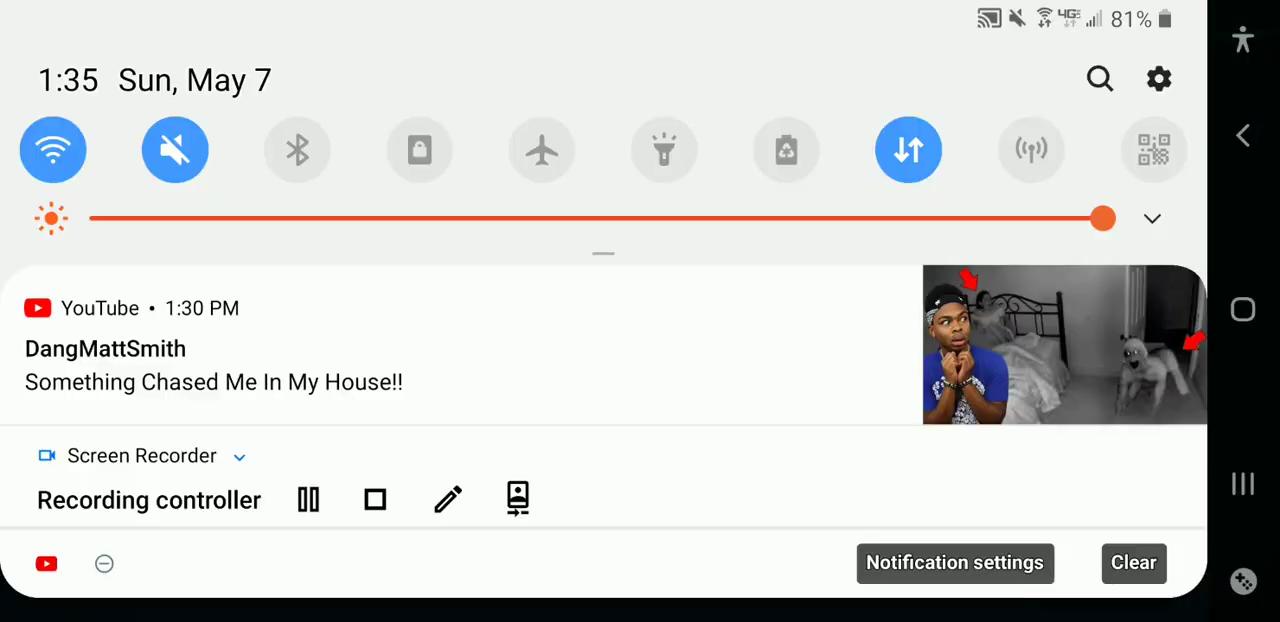 4GE 81%
1:35 Sun, May 7
YouTube • 1:30 PM
DangMattSmith
Something Chased Me In My House!!
Screen Recorder
Recording controller
Notification settings
Clear